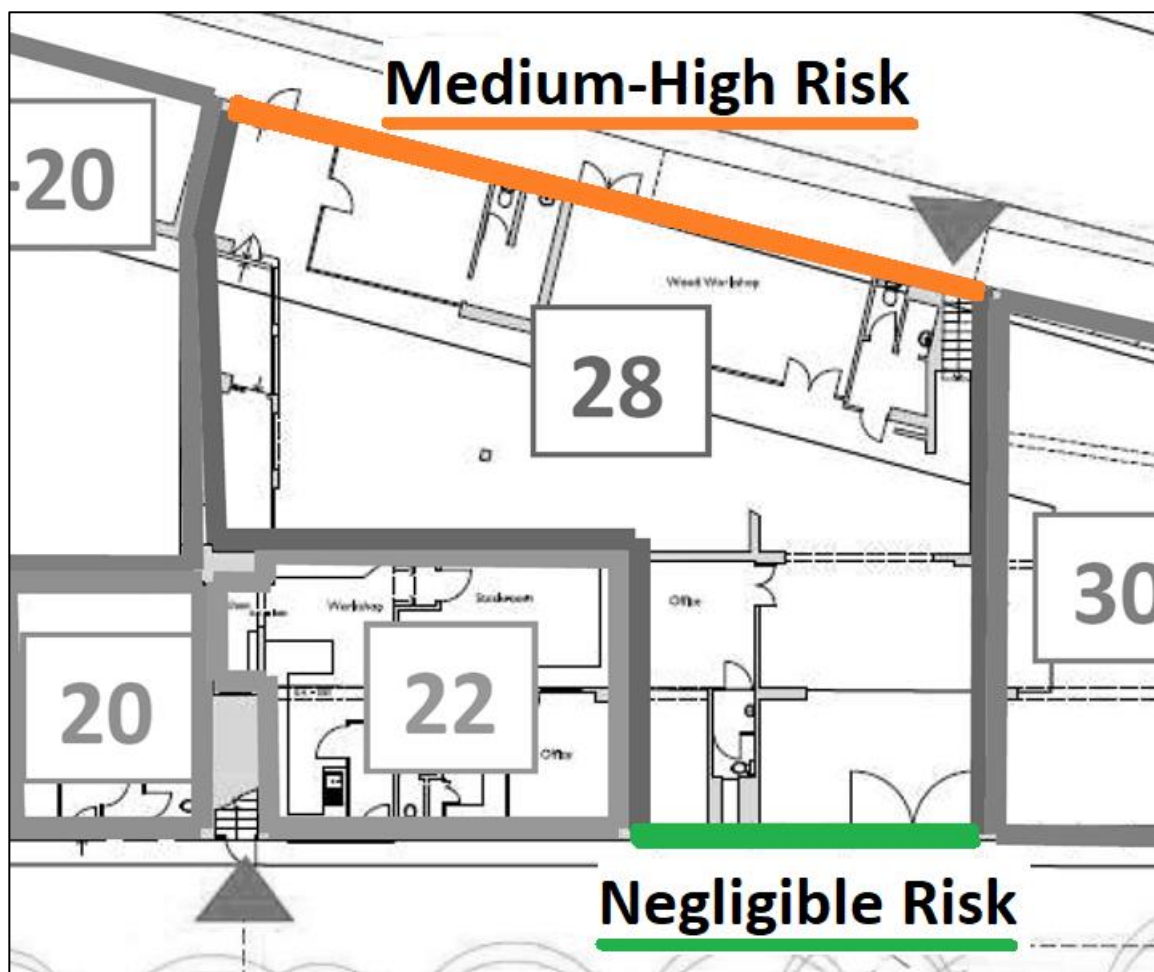 Medium-High Risk
-20
Wood Workshop
28
30
Workshop
Stockroom
Office
20
22
Office
Negligible Risk